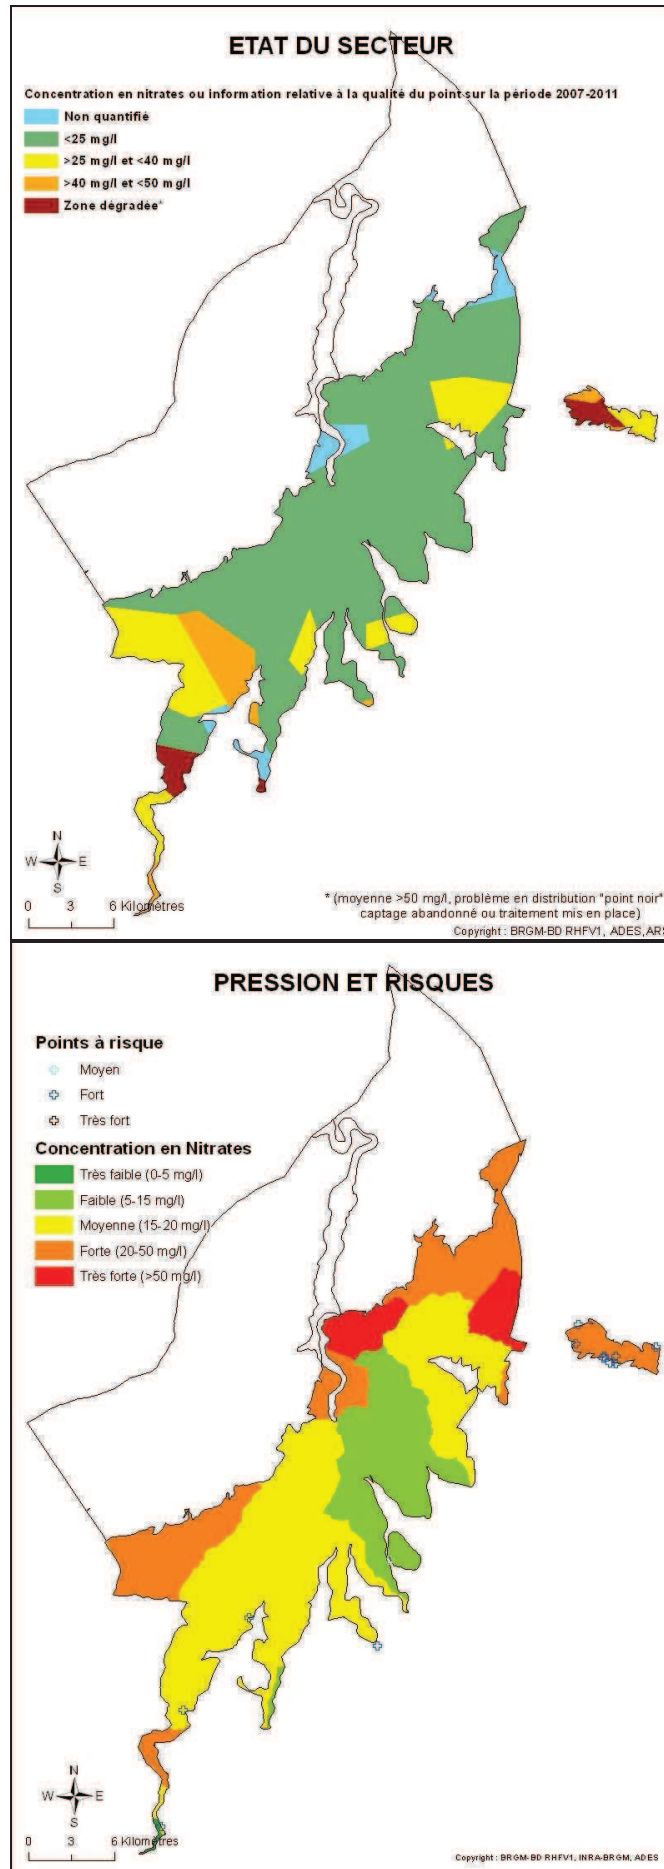 ETAT DU SECTEUR
Concentration en nitrates ou information relative à la qualité du point sur la période 2007-2011
Non quantifié
<25 mg/l
>25 mg/l et <40 mg/l
>40 mg/l et <50 mg/l
Zone dégradée*
N
W E
S
0 3 6 Kilomètres
* (moyenne >50 mg/l, problème en distribution "point noir"
captage abandonné ou traitement mis en place)
Copyright : BRGM-BD RHFV1, ADES,ARS
PRESSION ET RISQUES
Points à risque
Moyen
Fort
Très fort
Concentration en Nitrates
Très faible (0-5 mg/l)
Faible (5-15 mg/l)
Moyenne (15-20 mg/l)
Forte (20-50 mg/l)
Très forte (>50 mg/l)
N
W E
S
0 3 6 Kilomètres
Copyright : BRGM-BD RHFV1, INRA-BRGM, ADES